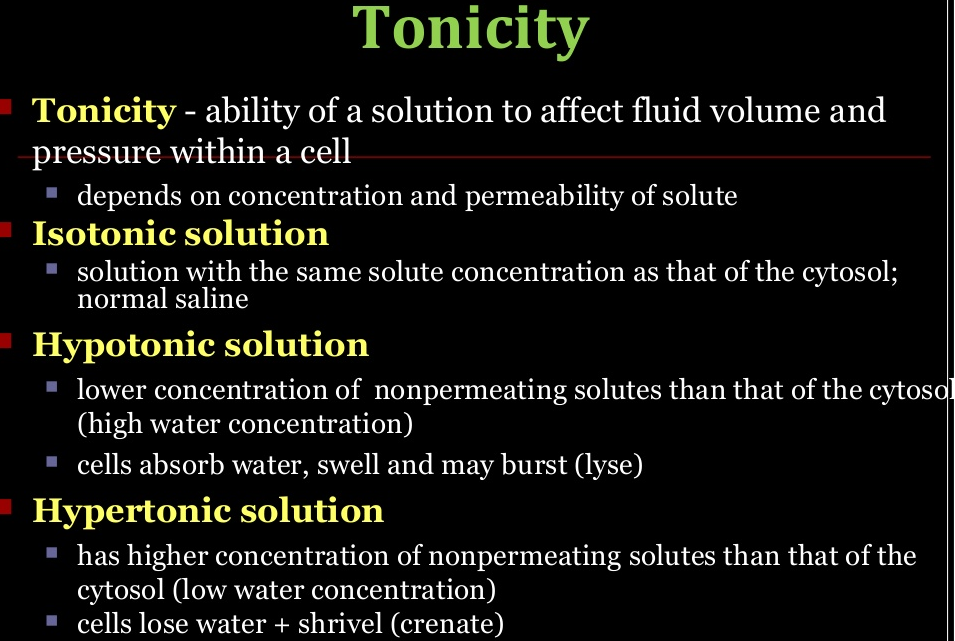 Tonicity
Tonicity - ability of a solution to affect fluid volume and
pressure within a cell
depends on concentration and permeability of solute
Isotonic solution
solution with the same solute concentration as that of the cytosol;
normal saline
Hypotonic solution
lower concentration of  nonpermeating solutes than that of the cytosol
(high water concentration)
cells absorb water, swell and may burst (lyse)
Hypertonic solution
has higher concentration of nonpermeating solutes than that of the
cytosol (low water concentration)
cells lose water + shrivel (crenate)